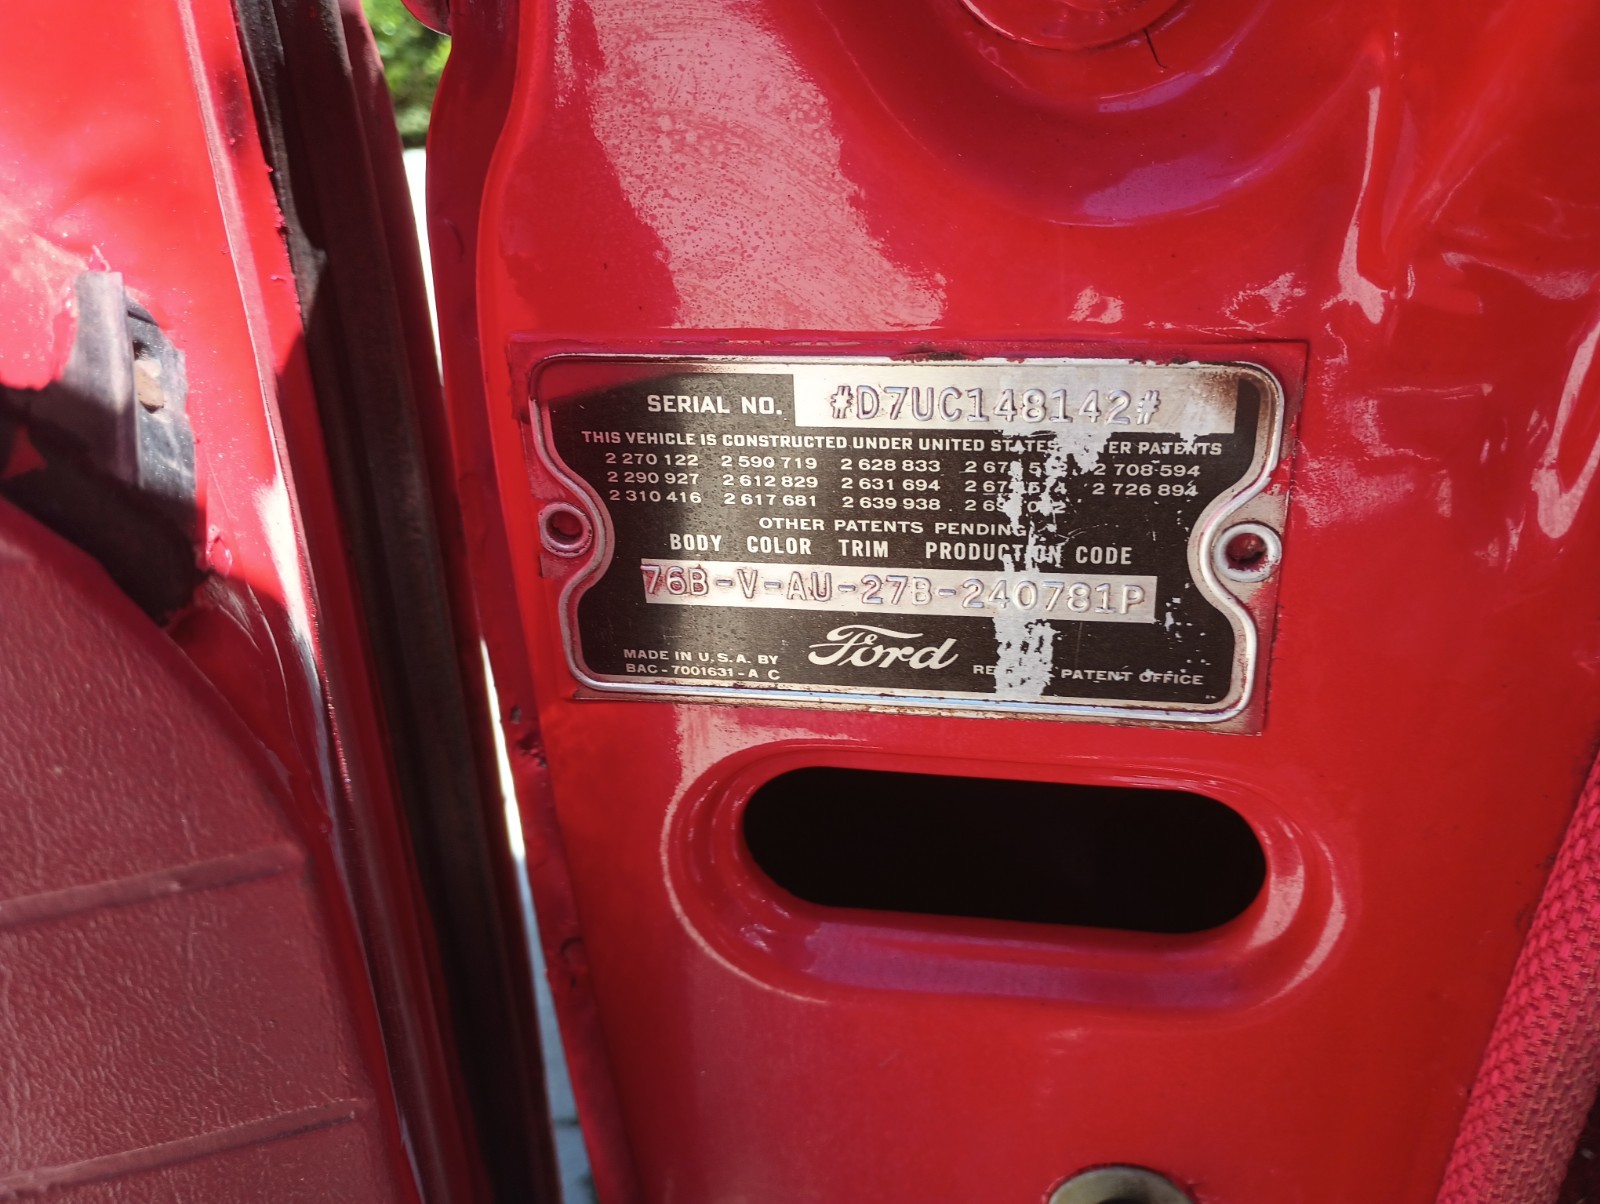 SERIAL NO. #D7UC148142#
THIS VEHICLE IS CONSTRUCTED UNDER UNITED PATENTS
2 270 122 2 590 719 2 628 833 2 708 594
2 290 927 2 612 829 2 631 694 2 726 894
2 310 416 2 617 681 2 639 938
OTHER PATENTS PENDING
BODY COLOR TRIM PRODUCTION CODE
76B-V-AU-27B-240781P
MADE IN U.S.A. BY Ford PATENT OFFICE
BAC-7001631-A C